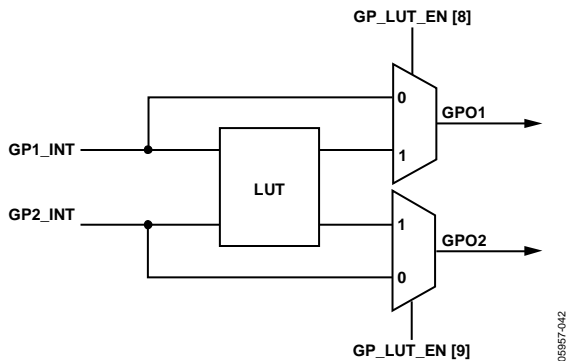 GP_LUT_EN [8]
0
GPO1
GP1_INT
1
LUT
GP2_INT
1
GPO2
0
GP_LUT_EN [9]
05957-042